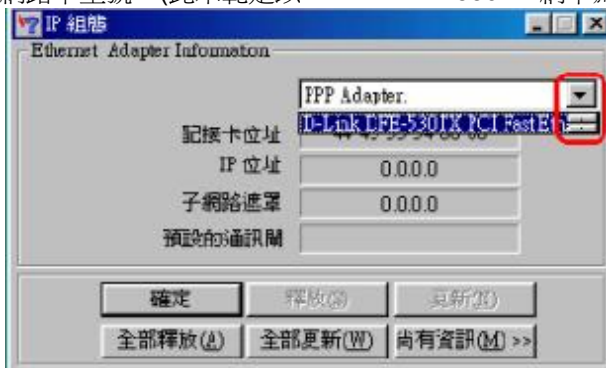 IP 組態
Ethernet Adapter Information
PPP Adapter.
D-Link DFE-530TX PCI Fast Eth
記接卡位址
IP 位址 0.0.0.0
子網路遮罩 0.0.0.0
預設的通訊閘
確定 釋放(S) 更新(N)
全部釋放(A) 全部更新(W) 尚有資訊(M) >>